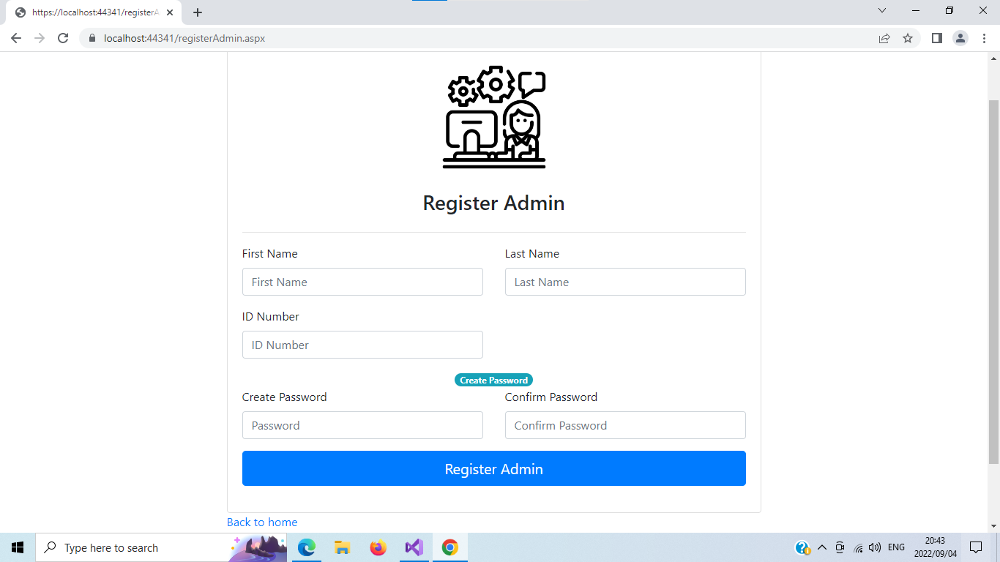 https://localhost:44341/registerA
localhost:44341/registerAdmin.aspx
Register Admin
First Name Last Name
First Name Last Name
ID Number
ID Number
Create Password
Create Password Confirm Password
Password Confirm Password
Register Admin
Back to home
Type here to search
ENG
20:43
2022/09/04